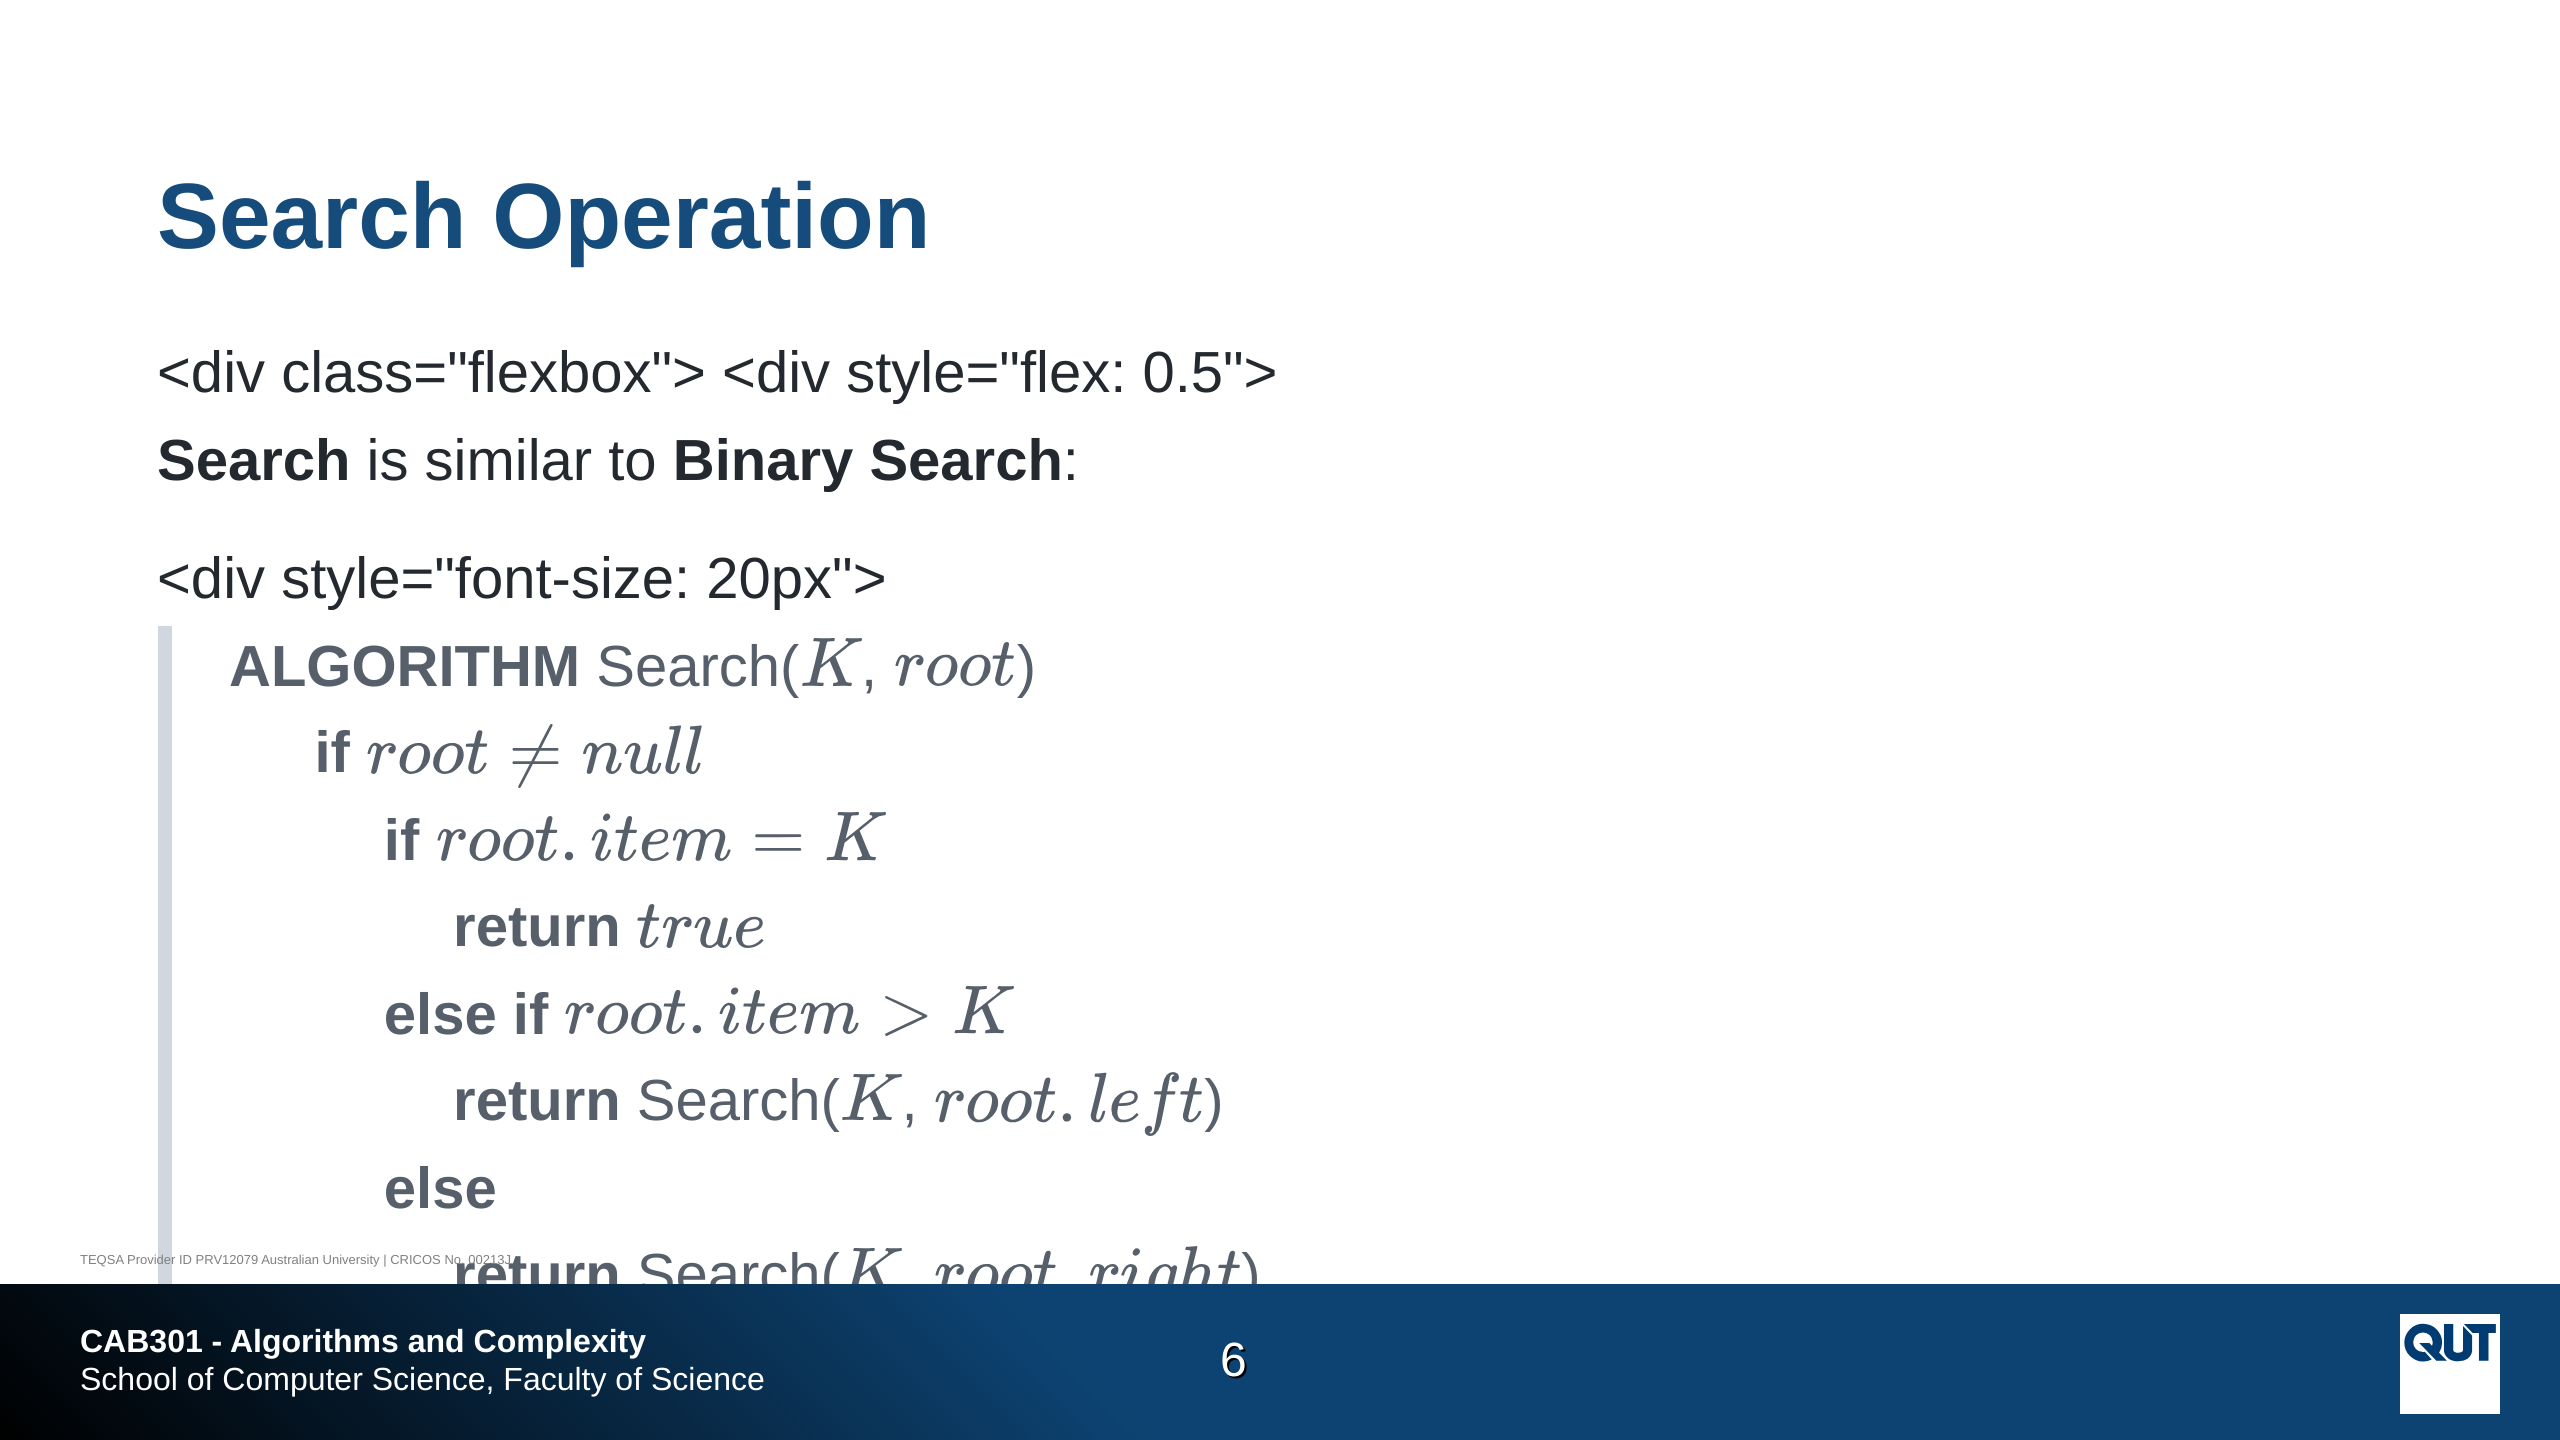 Search Operation
<div class="flexbox"> <div style="flex: 0.5">
Search is similar to Binary Search:
<div style="font-size: 20px">
ALGORITHM Search(K, root)
if root ≠ null
if root.item = K
return true
else if root.item > K
return Search(K, root.left)
else
return Search(K, root.right)
TEQSA Provider ID PRV12079 Australian University | CRICOS No. 00213J
CAB301 - Algorithms and Complexity
School of Computer Science, Faculty of Science
6
QUT